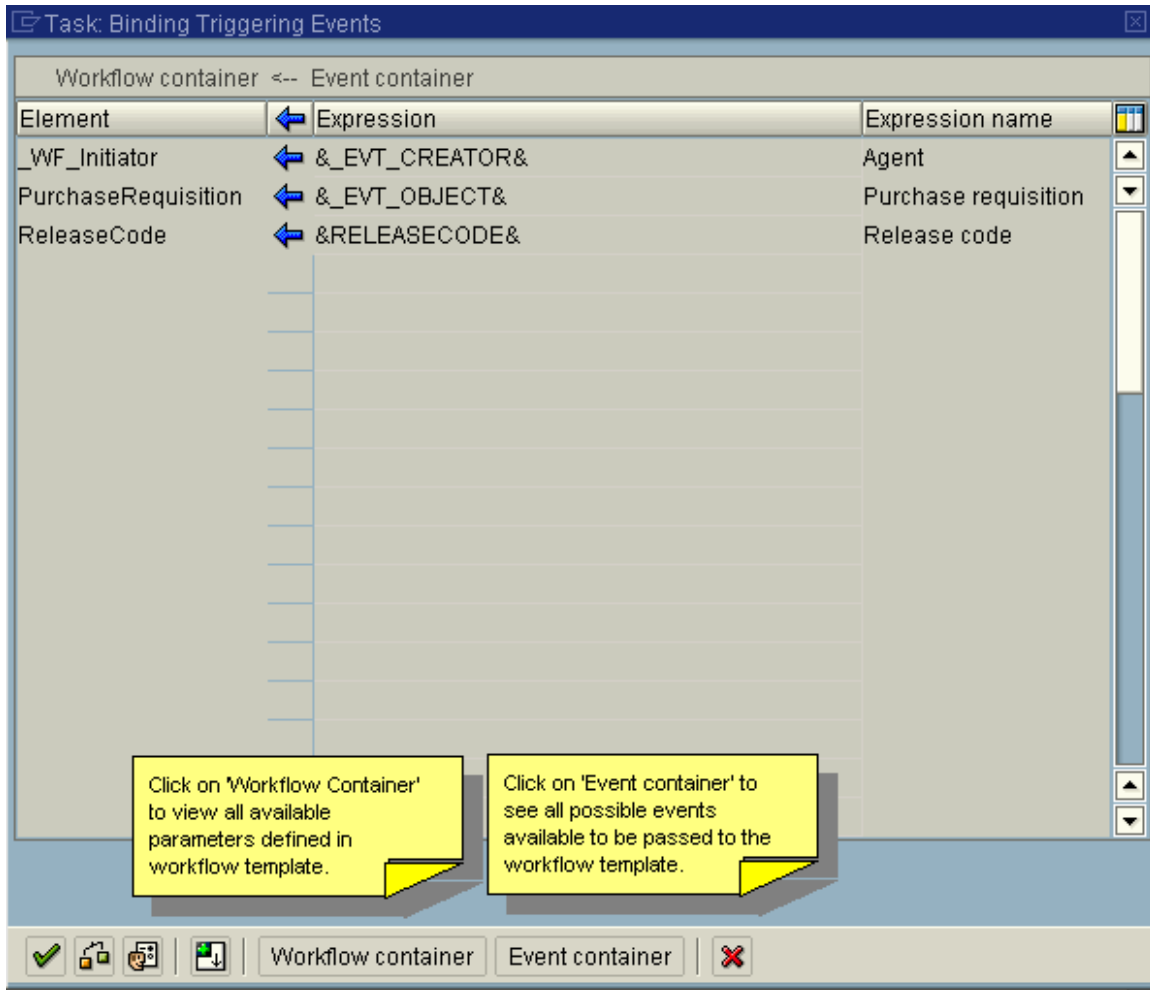 Task: Binding Triggering Events
Workflow container <-- Event container
Element Expression Expression name
_WF_Initiator &_EVT_CREATOR& Agent
PurchaseRequisition &_EVT_OBJECT& Purchase requisition
ReleaseCode &RELEASECODE& Release code
Click on 'Workflow Container'
to view all available
parameters defined in
workflow template.
Click on 'Event container' to
see all possible events
available to be passed to the
workflow template.
Workflow container Event container